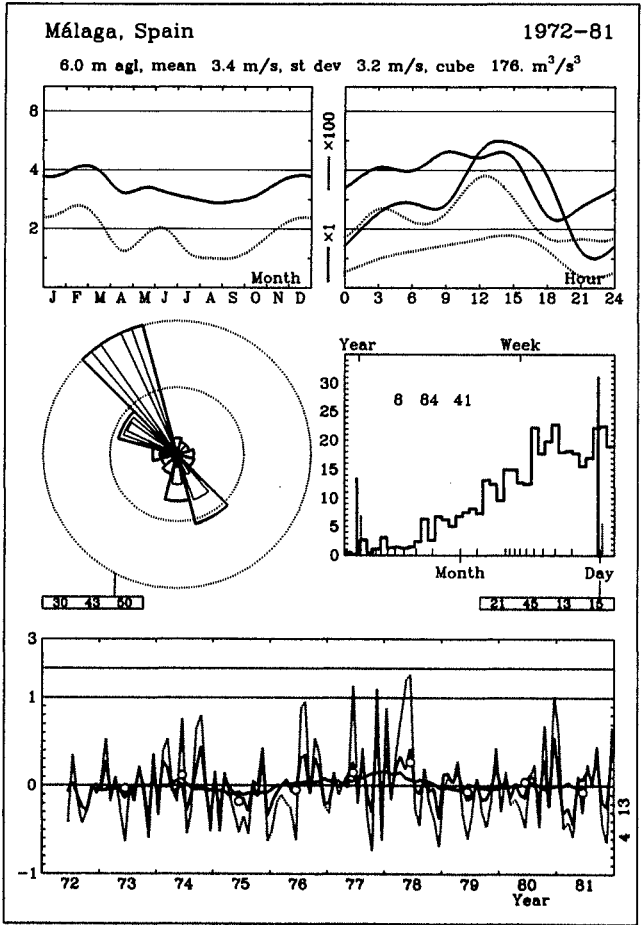 Málaga, Spain 1972-81
6.0 m agl, mean 3.4 m/s, st dev 3.2 m/s, cube 176. m³/s³
6
4
2
J F M A M J J A S O N D
Month
×1 ×100
0 3 6 9 12 15 18 21 24
Hour
Year Week
35
30
25
20
15
10
5
0
8 84 41
Month Day
30 43 50
21 45 13 15
3
1
0
-1
72 73 74 75 76 77 78 79 80 81
Year
4 13